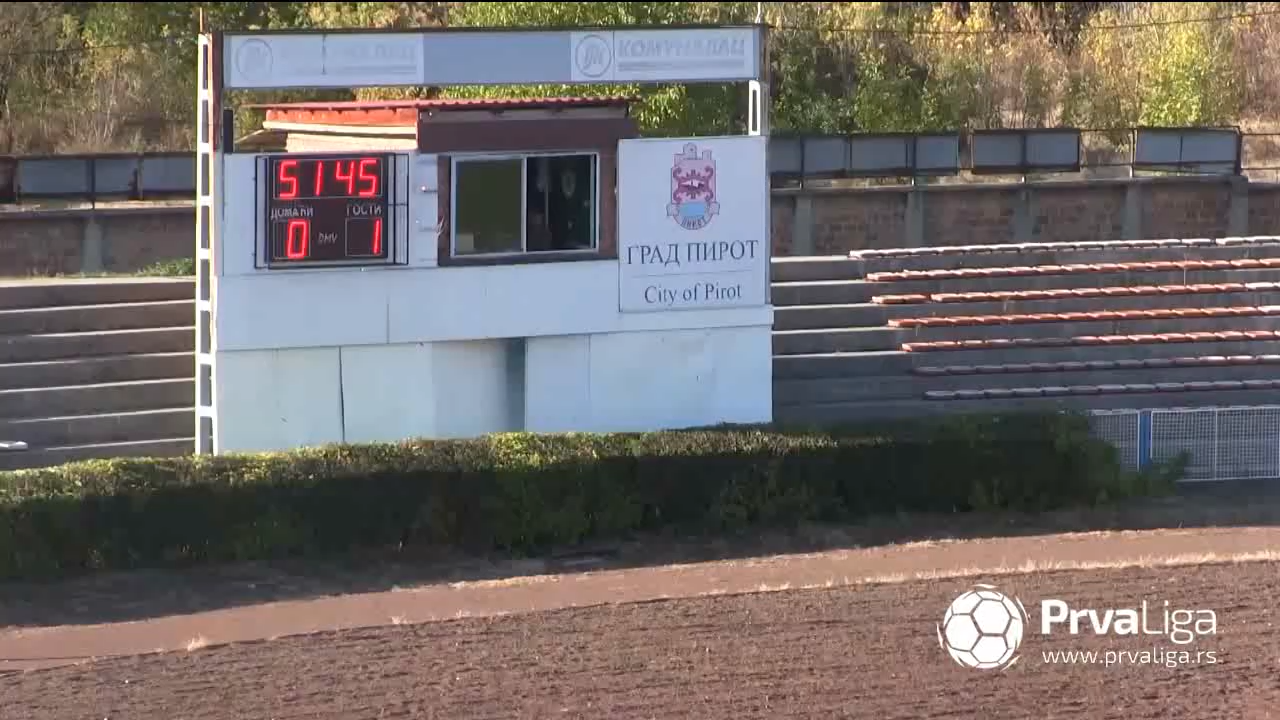 КОМУНАЛАЦ
51 45
ДОМАЋИ ГОСТИ
0 1
ГРАД ПИРОТ
City of Pirot
PrvaLiga
www.prvaliga.rs